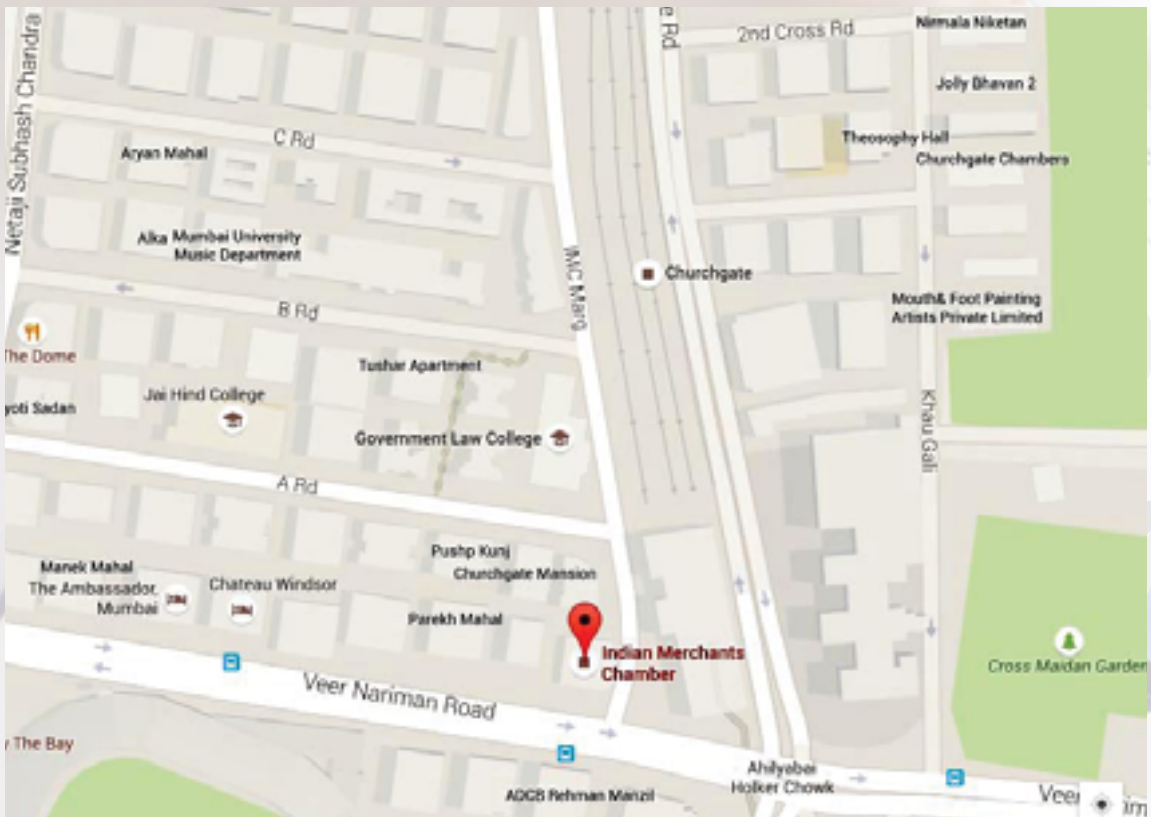 Netaji Subhash Chandra
e Rd
2nd Cross Rd
Nirmala Niketan
Jolly Bhavan 2
C Rd
Theosophy Hall
Aryan Mahal
Churchgate Chambers
Alka
Mumbai University
Music Department
IMC Marg
Churchgate
B Rd
Mouth& Foot Painting
Artists Private Limited
The Dome
Tushar Apartment
Jai Hind College
yoti Sadan
Khau Gali
Government Law College
A Rd
Pushp Kunj
Manek Mahal
Churchgate Mansion
The Ambassador,
Mumbai
Chateau Windsor
Parekh Mahal
Indian Merchants
Chamber
Cross Maidan Garden
Veer Nariman Road
y The Bay
Ahilyabai
Holker Chowk
ADCB Rehman Manzil
Veer
im